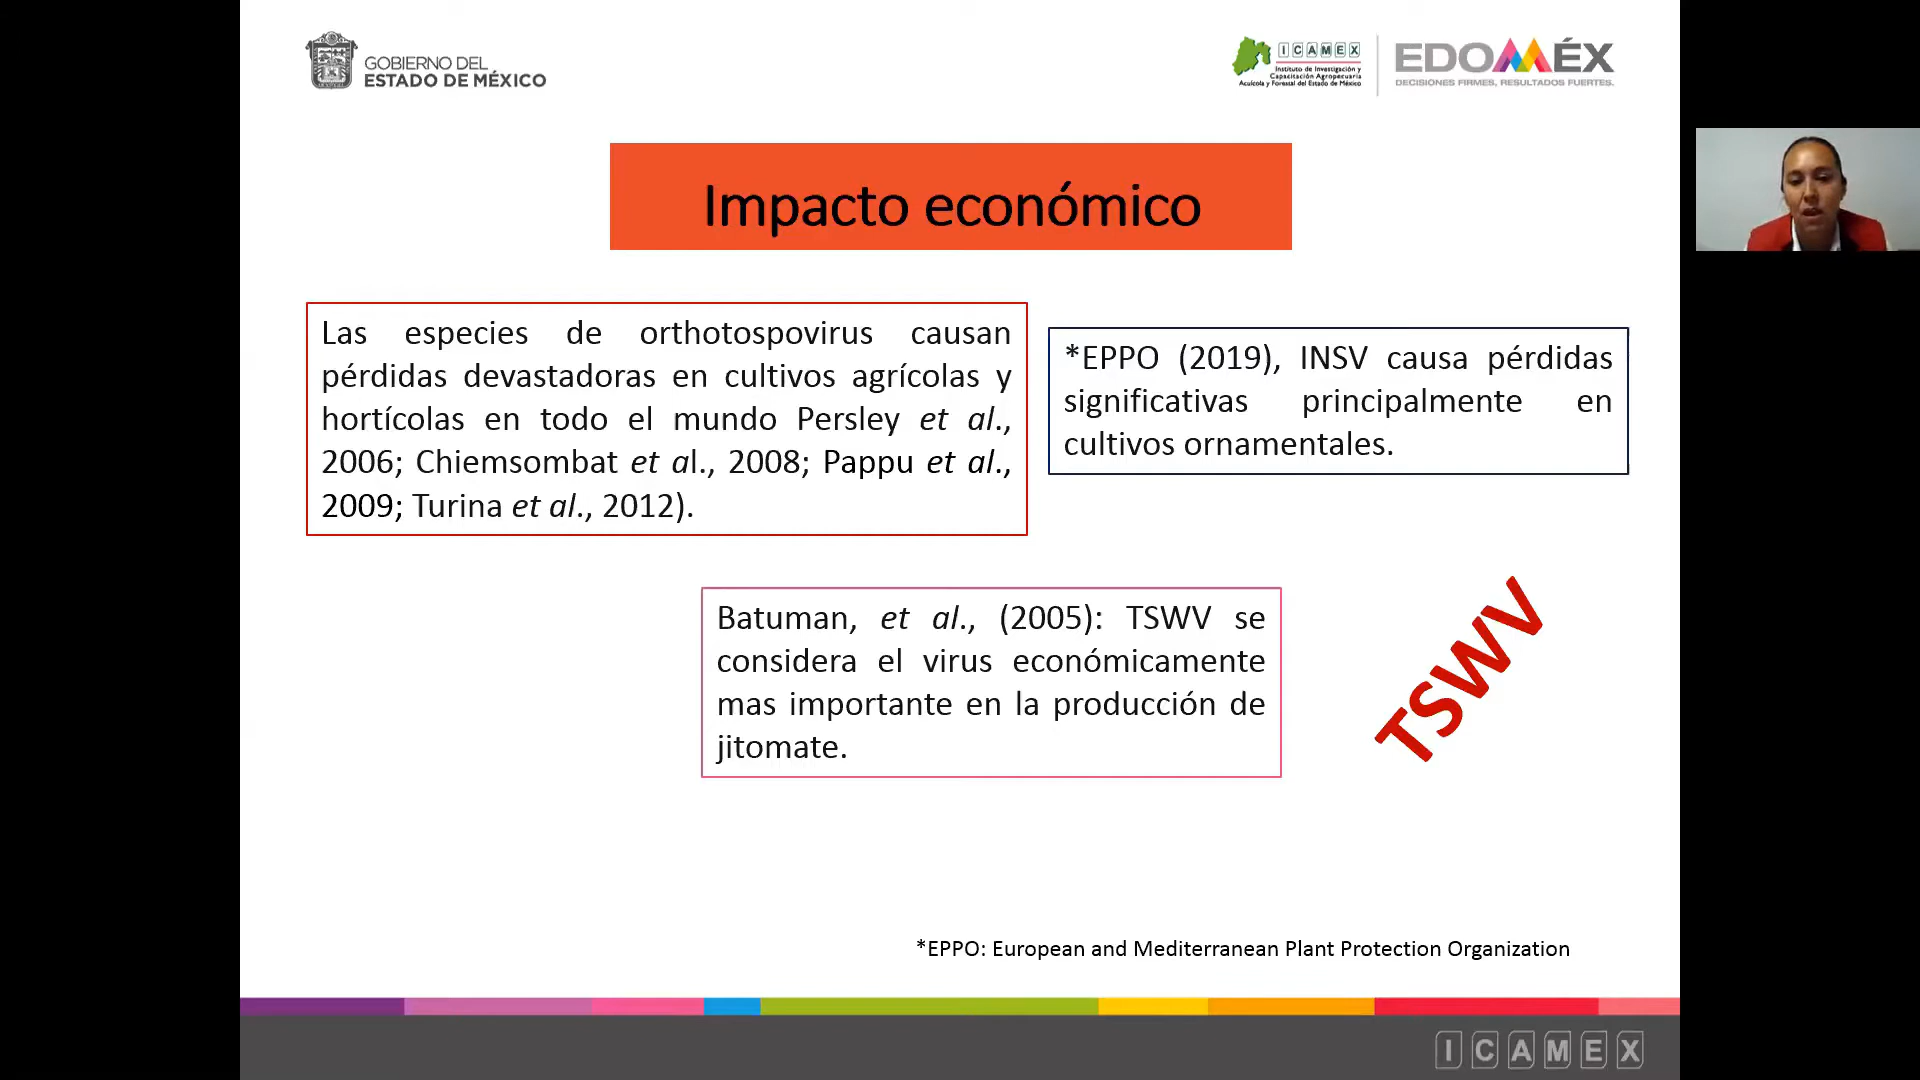 GOBIERNO DEL
ESTADO DE MÉXICO
ICAMEX
Instituto de Investigación y
Capacitación Agropecuaria
Acuícola y Forestal del Estado de México
EDOMÉX
DECISIONES FIRMES, RESULTADOS FUERTES.
Impacto económico
Las especies de orthotospovirus causan
pérdidas devastadoras en cultivos agrícolas y
hortícolas en todo el mundo Persley et al.,
2006; Chiemsombat et al., 2008; Pappu et al.,
2009; Turina et al., 2012).
*EPPO (2019), INSV causa pérdidas
significativas principalmente en
cultivos ornamentales.
Batuman, et al., (2005): TSWV se
considera el virus económicamente
mas importante en la producción de
jitomate.
TSWV
*EPPO: European and Mediterranean Plant Protection Organization
ICAMEX